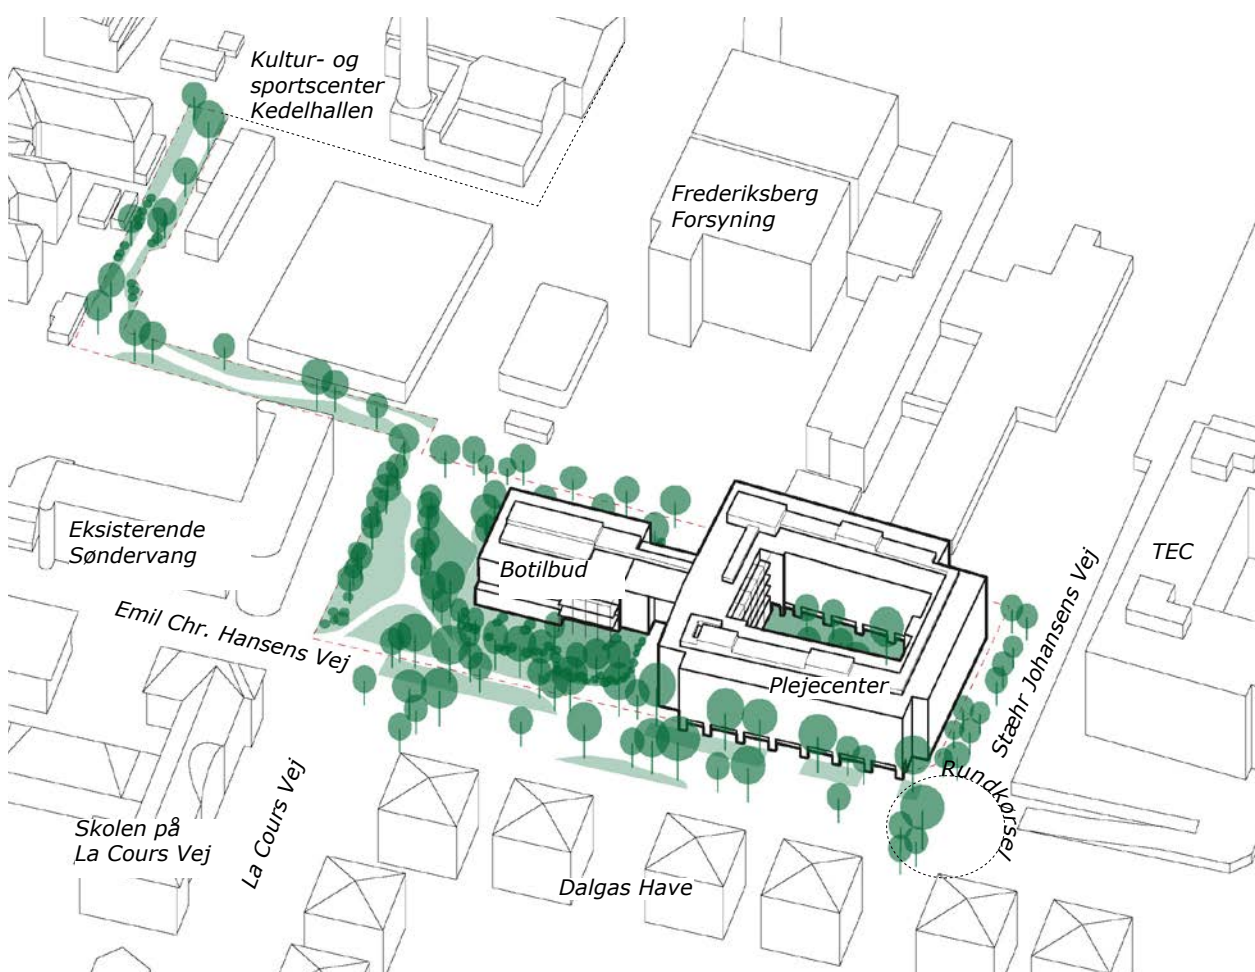 Kultur- og
sportscenter
Kedelhallen
Frederiksberg
Forsyning
Eksisterende
Søndervang
Botilbud
TEC
Emil Chr. Hansens Vej
Stæhr Johansens Vej
Plejecenter
Rundkørsel
La Cours Vej
Skolen på
La Cours Vej
Dalgas Have